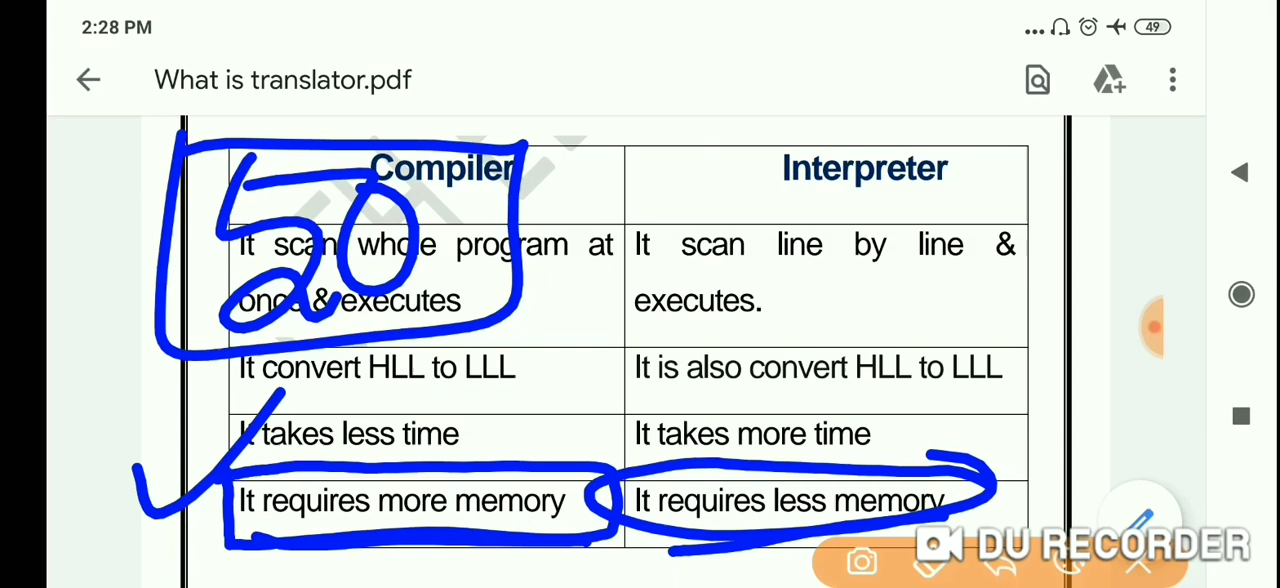 2:28 PM
49
What is translator.pdf
Compiler
Interpreter
50
It scan whole program at
once & executes
It scan line by line &
executes.
It convert HLL to LLL
It is also convert HLL to LLL
It takes less time
It takes more time
It requires more memory
It requires less memory
DU RECORDER